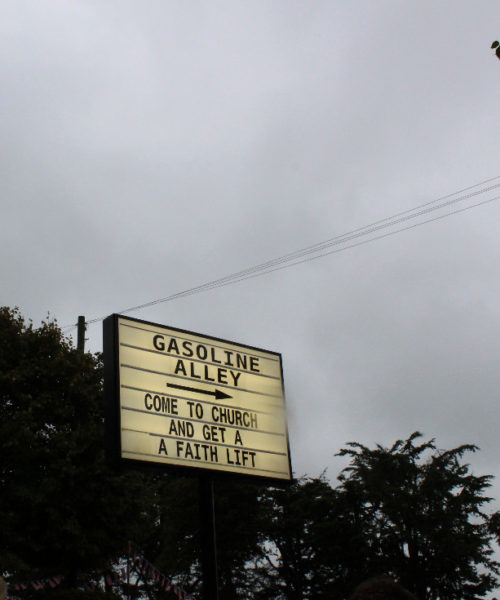 GASOLINE
ALLEY
COME TO CHURCH
AND GET A
A FAITH LIFT